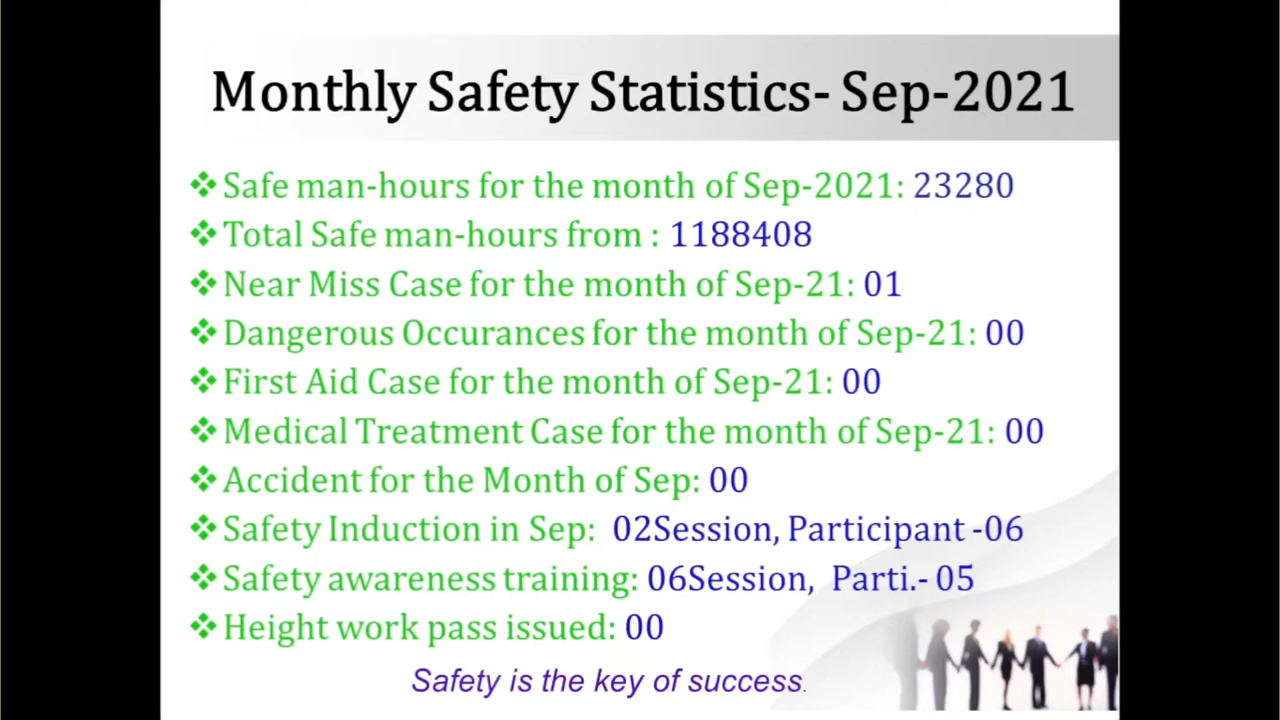 Monthly Safety Statistics- Sep-2021
❖Safe man-hours for the month of Sep-2021: 23280
❖Total Safe man-hours from : 1188408
❖Near Miss Case for the month of Sep-21: 01
❖Dangerous Occurances for the month of Sep-21: 00
❖First Aid Case for the month of Sep-21: 00
❖Medical Treatment Case for the month of Sep-21: 00
❖Accident for the Month of Sep: 00
❖Safety Induction in Sep: 02Session, Participant -06
❖Safety awareness training: 06Session, Parti.- 05
❖Height work pass issued: 00
Safety is the key of success.